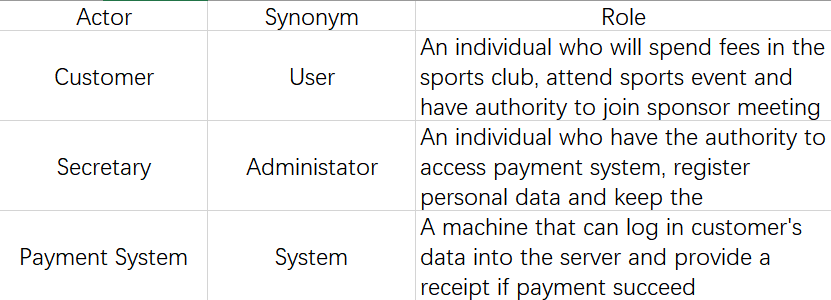 Actor Synonym Role
Customer User An individual who will spend fees in the
sports club, attend sports event and
have authority to join sponsor meeting
Secretary Administator An individual who have the authority to
access payment system, register
personal data and keep the
Payment System System A machine that can log in customer's
data into the server and provide a
receipt if payment succeed